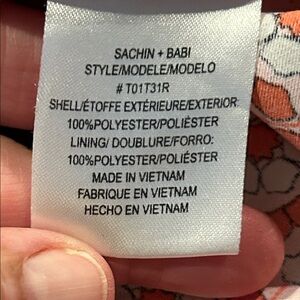 SACHIN + BABI
STYLE/MODELE/MODELO
# T01T31R
SHELL/ÉTOFFE EXTÉRIEURE/EXTERIOR:
100%POLYESTER/POLIÉSTER
LINING/ DOUBLURE/FORRO:
100%POLYESTER/POLIÉSTER
MADE IN VIETNAM
FABRIQUE EN VIETNAM
HECHO EN VIETNAM